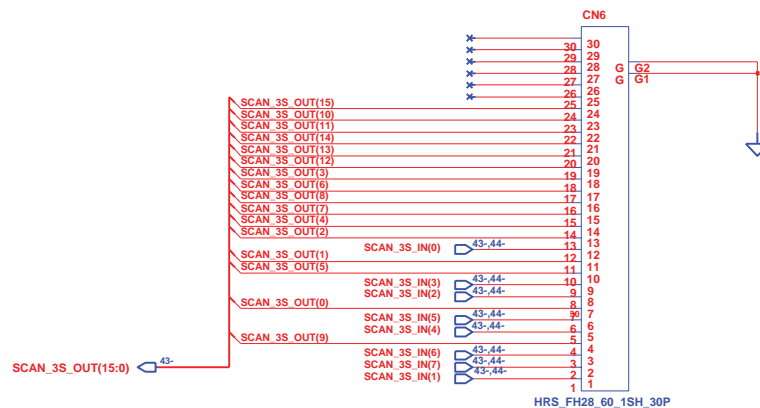 CN6
30 30
29 29
28 28 G G2
27 27 G G1
26 26
SCAN_3S_OUT(15) 25 25
SCAN_3S_OUT(10) 24 24
SCAN_3S_OUT(11) 23 23
SCAN_3S_OUT(14) 22 22
SCAN_3S_OUT(13) 21 21
SCAN_3S_OUT(12) 20 20
SCAN_3S_OUT(3) 19 19
SCAN_3S_OUT(6) 18 18
SCAN_3S_OUT(8) 17 17
SCAN_3S_OUT(7) 16 16
SCAN_3S_OUT(4) 15 15
SCAN_3S_OUT(2) 14 14
SCAN_3S_IN(0) 43-,44- 13 13
SCAN_3S_OUT(1) 12 12
SCAN_3S_OUT(5) 11 11
SCAN_3S_IN(3) 43-,44- 10 10
SCAN_3S_IN(2) 43-,44- 9 9
SCAN_3S_OUT(0) 8 8
30
SCAN_3S_IN(5) 43-,44- 7 7
SCAN_3S_IN(4) 43-,44- 6 6
SCAN_3S_OUT(9) 5 5
SCAN_3S_IN(6) 43-,44- 4 4
SCAN_3S_OUT(15:0) 43-
SCAN_3S_IN(7) 43-,44- 3 3
SCAN_3S_IN(1) 43-,44- 2 2
1 1
HRS_FH28_60_1SH_30P